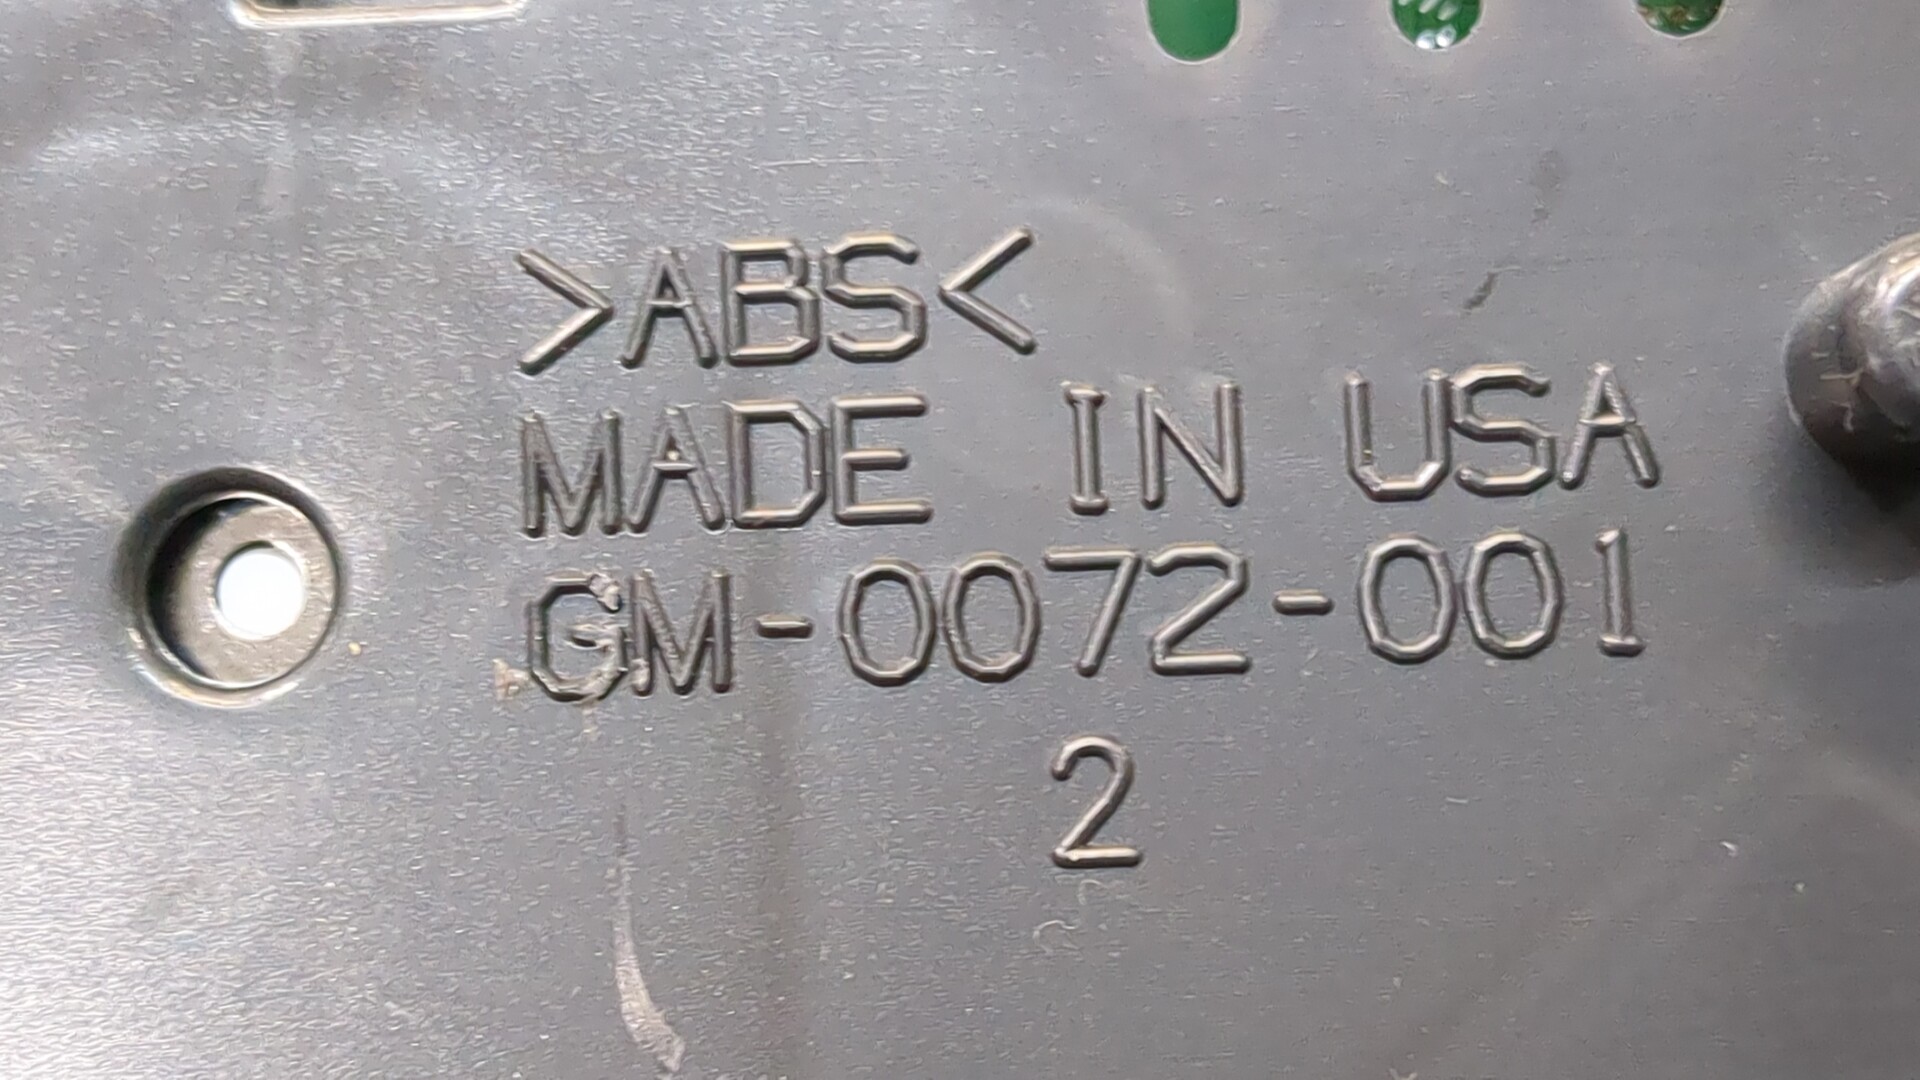 >ABS<
MADE IN USA
GM-0072-001
2